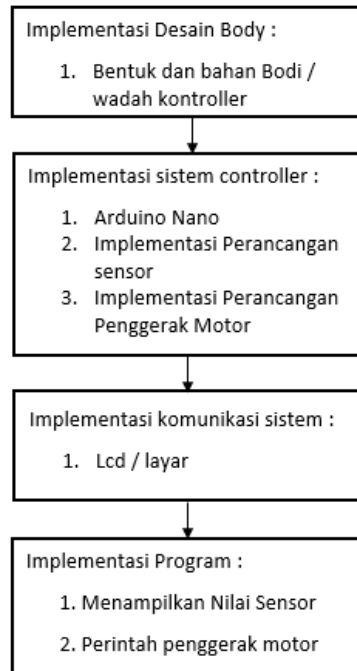 Implementasi Desain Body :
1. Bentuk dan bahan Bodi /
wadah kontroller
Implementasi sistem controller :
1. Arduino Nano
2. Implementasi Perancangan
sensor
3. Implementasi Perancangan
Penggerak Motor
Implementasi komunikasi sistem :
1. Lcd / layar
Implementasi Program :
1. Menampilkan Nilai Sensor
2. Perintah penggerak motor